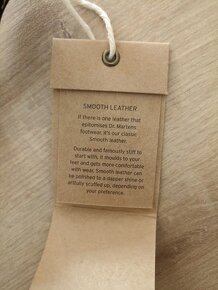 SMOOTH LEATHER
If there is one leather that
epitomises Dr. Martens
footwear, it's our classic
Smooth leather.
Durable and famously stiff to
start with, it moulds to your
feet and gets more comfortable
with wear. Smooth leather can
be polished to a dapper shine or
artfully scuffed up, depending on
your preference.